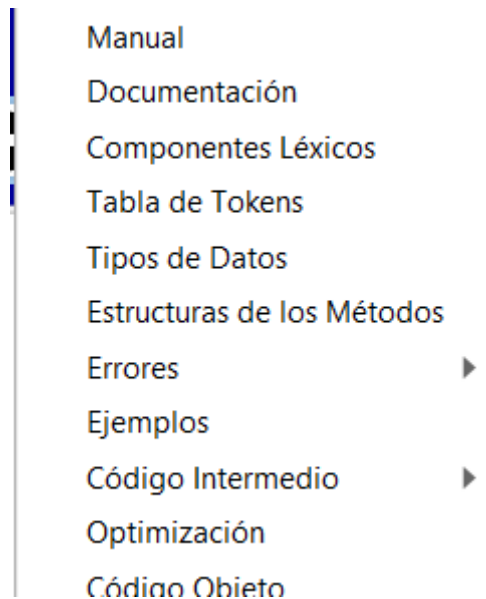 Manual
Documentación
Componentes Léxicos
Tabla de Tokens
Tipos de Datos
Estructuras de los Métodos
Errores
Ejemplos
Código Intermedio
Optimización
Código Objeto